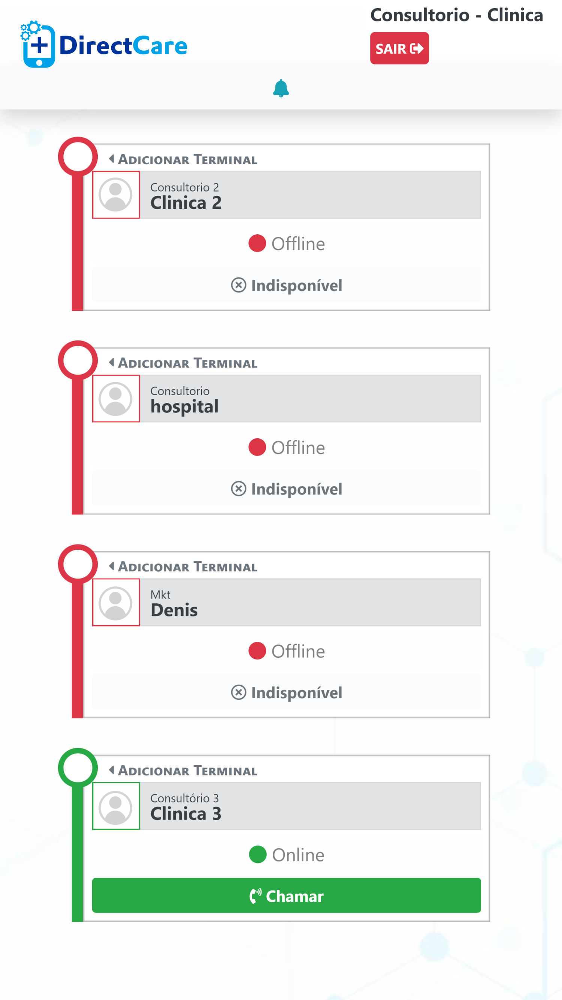 Consultorio - Clinica
DirectCare
SAIR
Adicionar Terminal
Consultorio 2
Clinica 2
Offline
Indisponível
Adicionar Terminal
Consultorio
hospital
Offline
Indisponível
Adicionar Terminal
Mkt
Denis
Offline
Indisponível
Adicionar Terminal
Consultório 3
Clinica 3
Online
Chamar